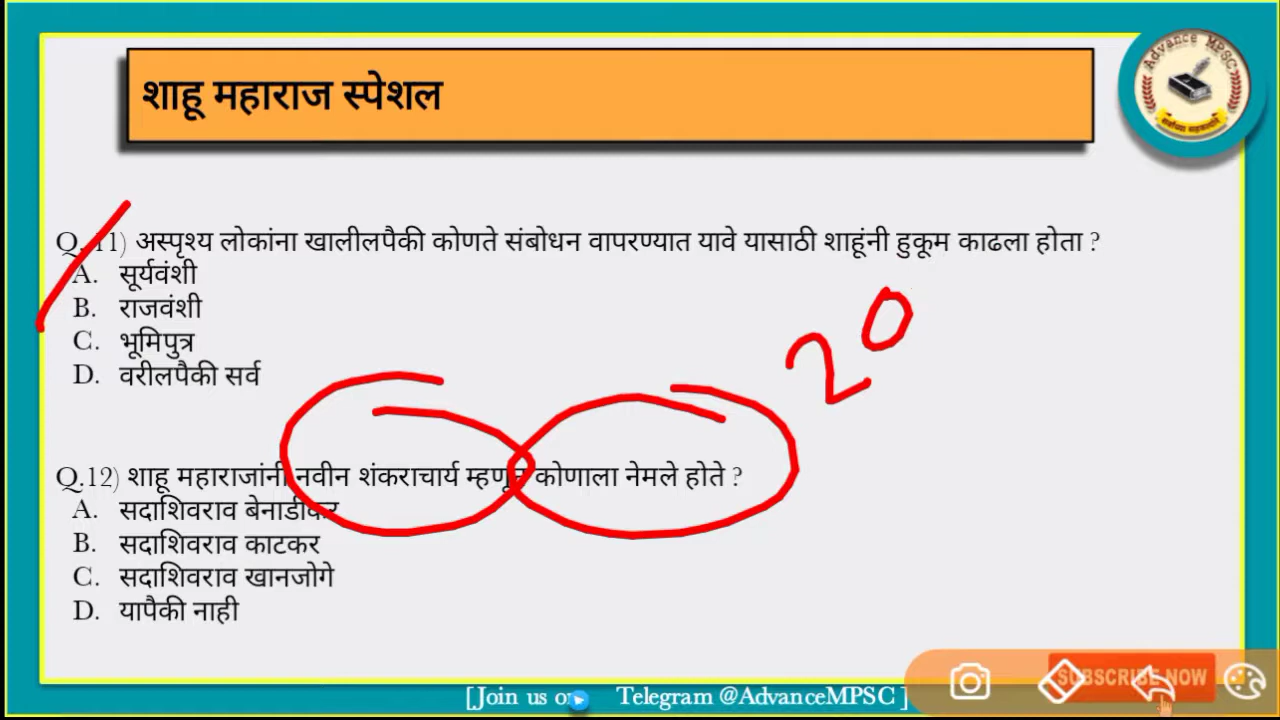 Advance MPSC
शाहू महाराज स्पेशल
Q.11) अस्पृश्य लोकांना खालीलपैकी कोणते संबोधन वापरण्यात यावे यासाठी शाहूंनी हुकूम काढला होता ?
A. सूर्यवंशी
B. राजवंशी
C. भूमिपुत्र
D. वरीलपैकी सर्व
20
Q.12) शाहू महाराजांनी नवीन शंकराचार्य म्हणून कोणाला नेमले होते ?
A. सदाशिवराव बेनाडीकर
B. सदाशिवराव काटकर
C. सदाशिवराव खानजोगे
D. यापैकी नाही
SUBSCRIBE NOW
[Join us on Telegram @AdvanceMPSC ]